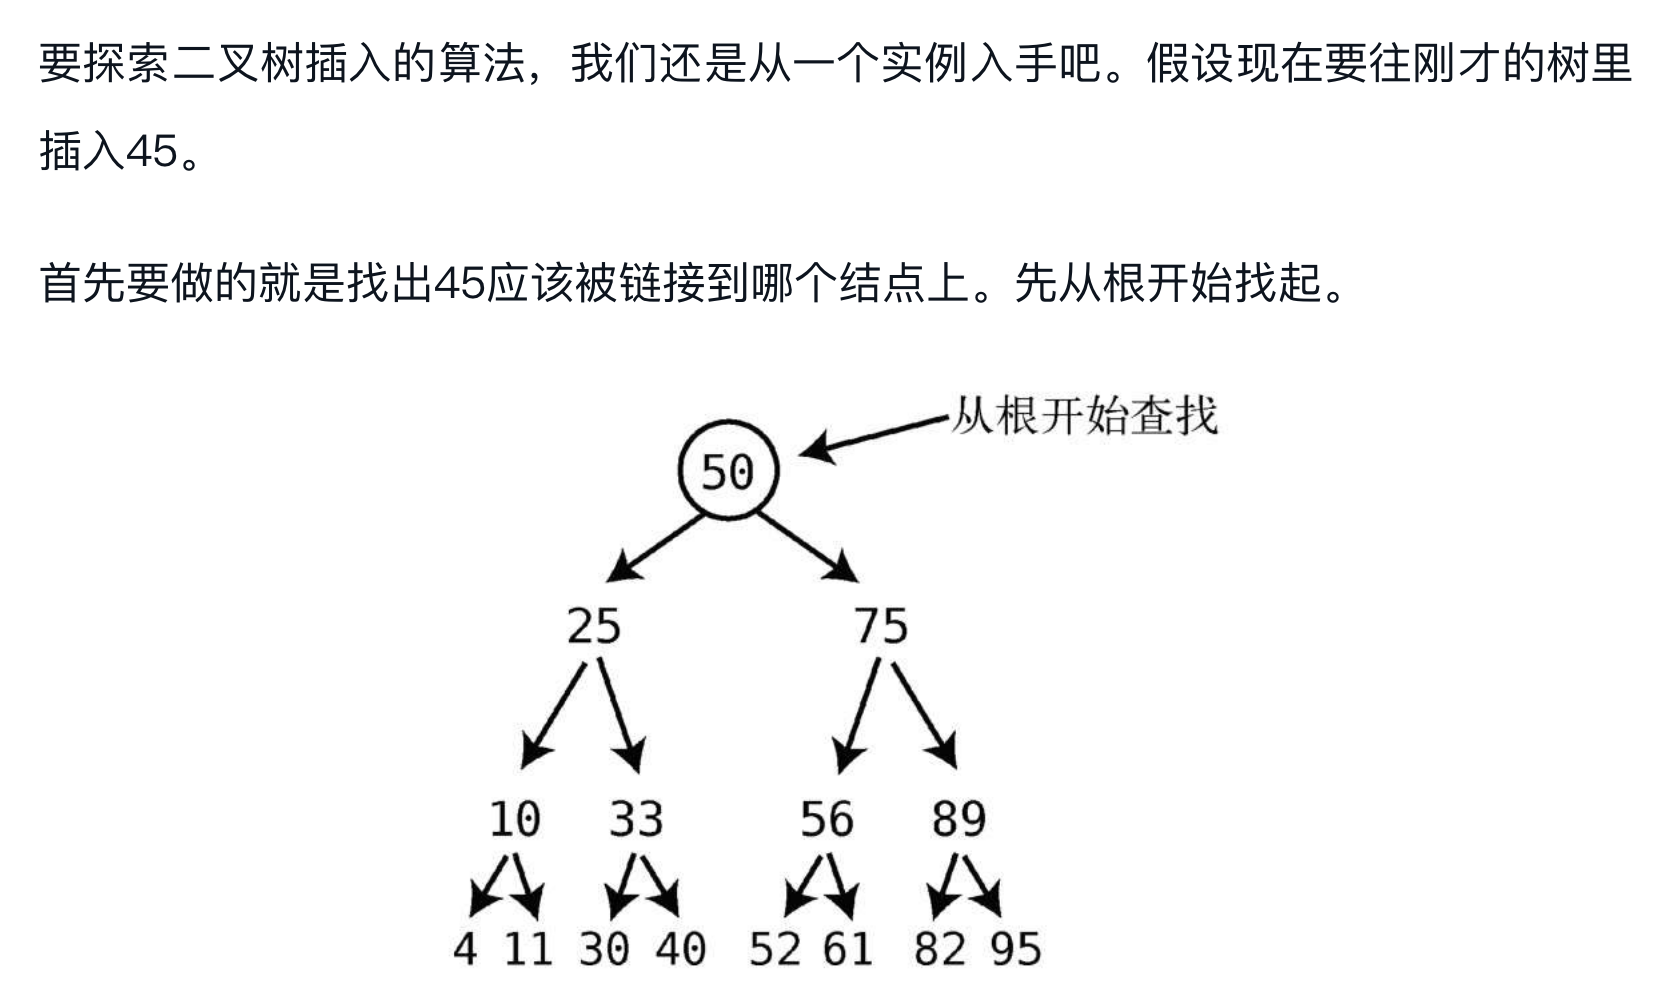 要探索二叉树插入的算法，我们还是从一个实例入手吧。假设现在要往刚才的树里
插入45。
首先要做的就是找出45应该被链接到哪个结点上。先从根开始找起。
从根开始查找
50
25 75
10 33 56 89
4 11 30 40 52 61 82 95